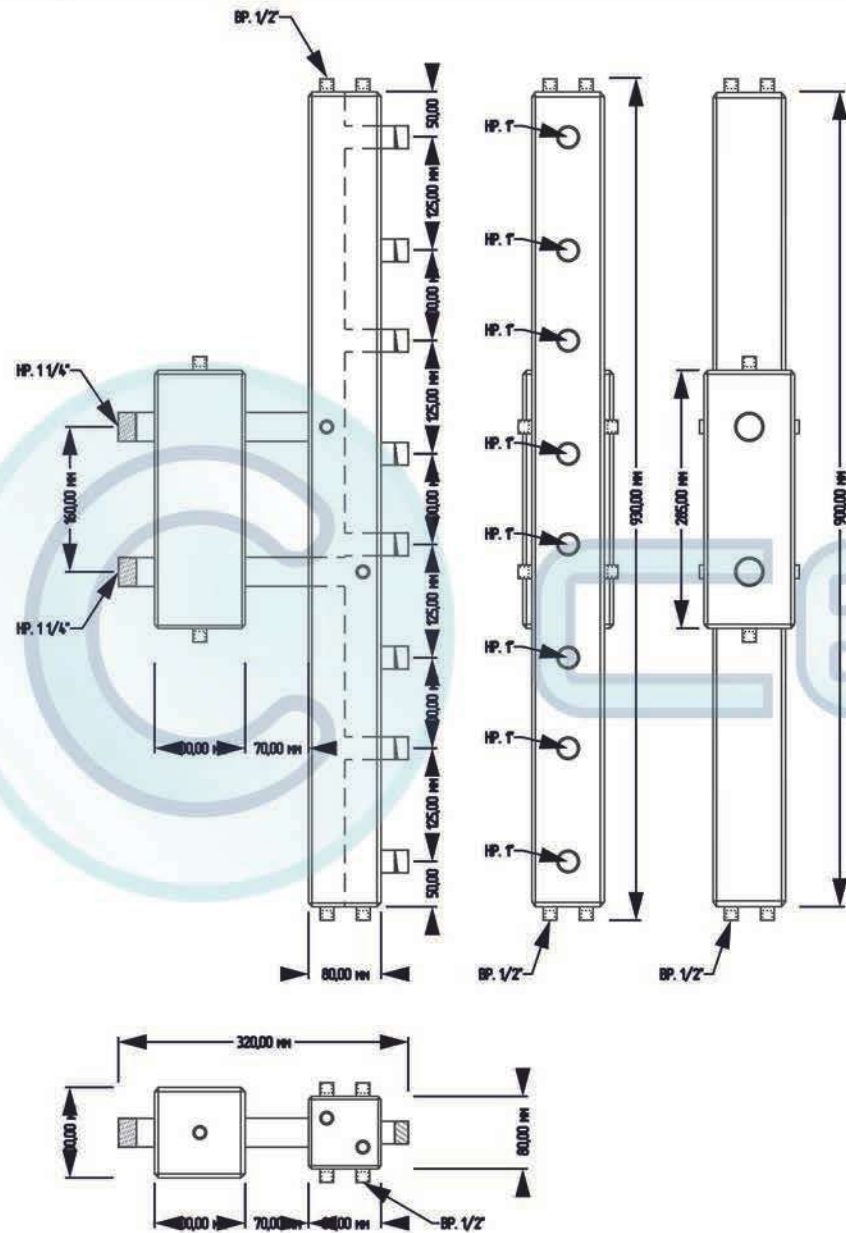 ВР. 1/2"
50,00
НР. 1"
125,00 мм
НР. 1"
НР. 1"
НР. 1 1/4"
125,00 мм
НР. 1"
160,00 мм
930,00 мм
285,00 мм
900,00 мм
НР. 1"
НР. 1 1/4"
125,00 мм
НР. 1"
70,00 мм
НР. 1"
125,00 мм
НР. 1"
50,00
80,00 мм
ВР. 1/2"
ВР. 1/2"
320,00 мм
80,00 мм
70,00 мм
ВР. 1/2"